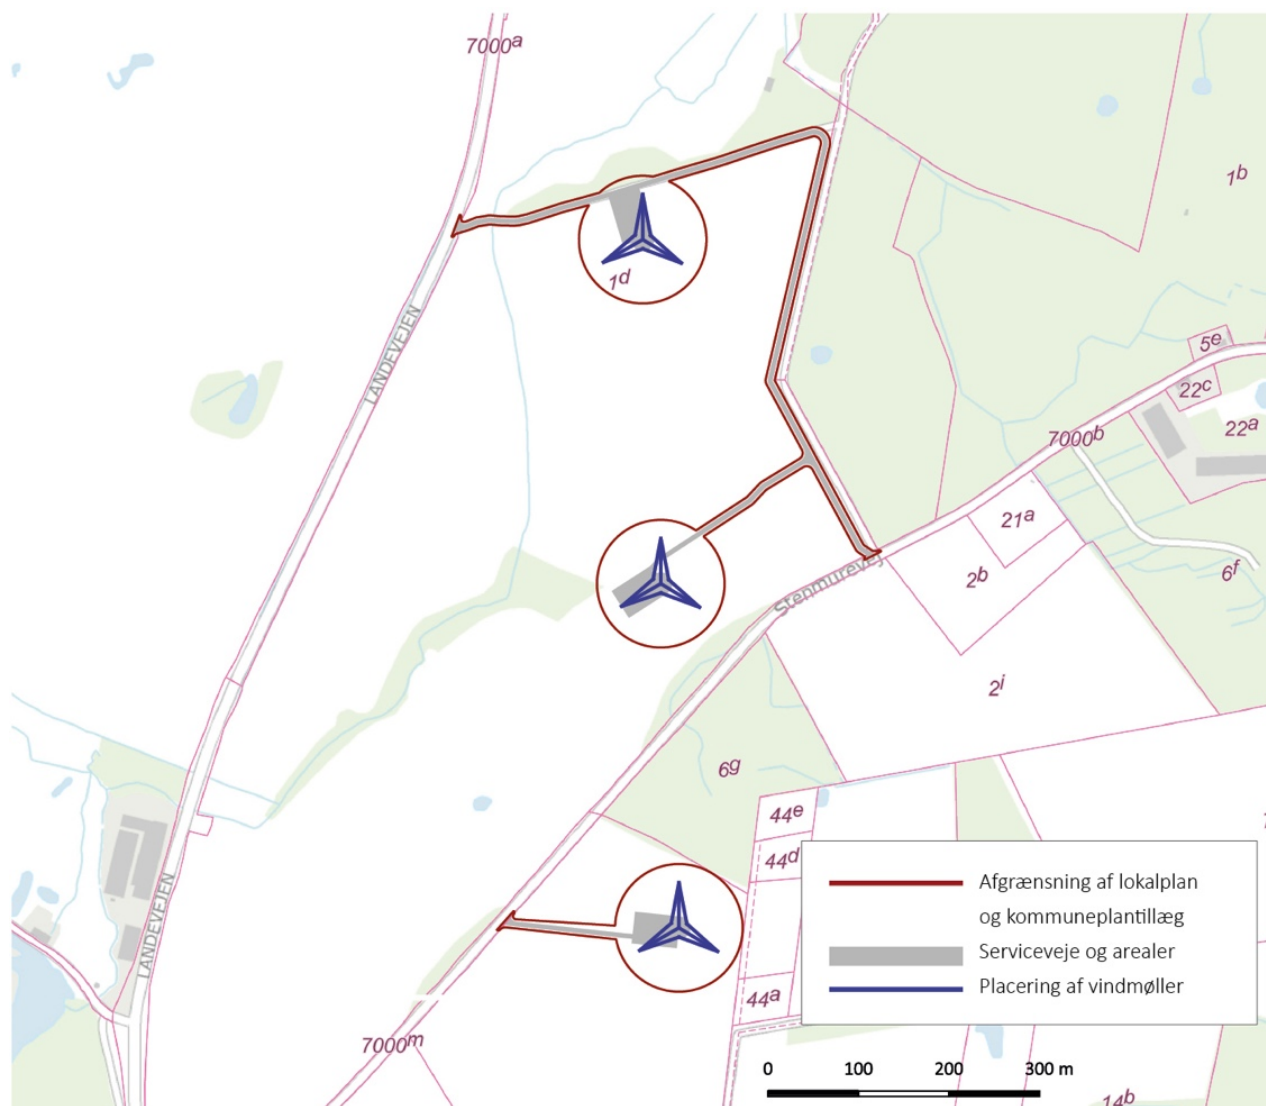 7000a
1b
1d
LANDEVEJEN
5e
22c
22a
7000b
21a
2b
6f
Stenmurevej
2i
6g
44e
44d
Afgrænsning af lokalplan
og kommuneplantillæg
Serviceveje og arealer
Placering af vindmøller
LANDEVEJEN
44a
7000m
0 100 200 300 m
14b